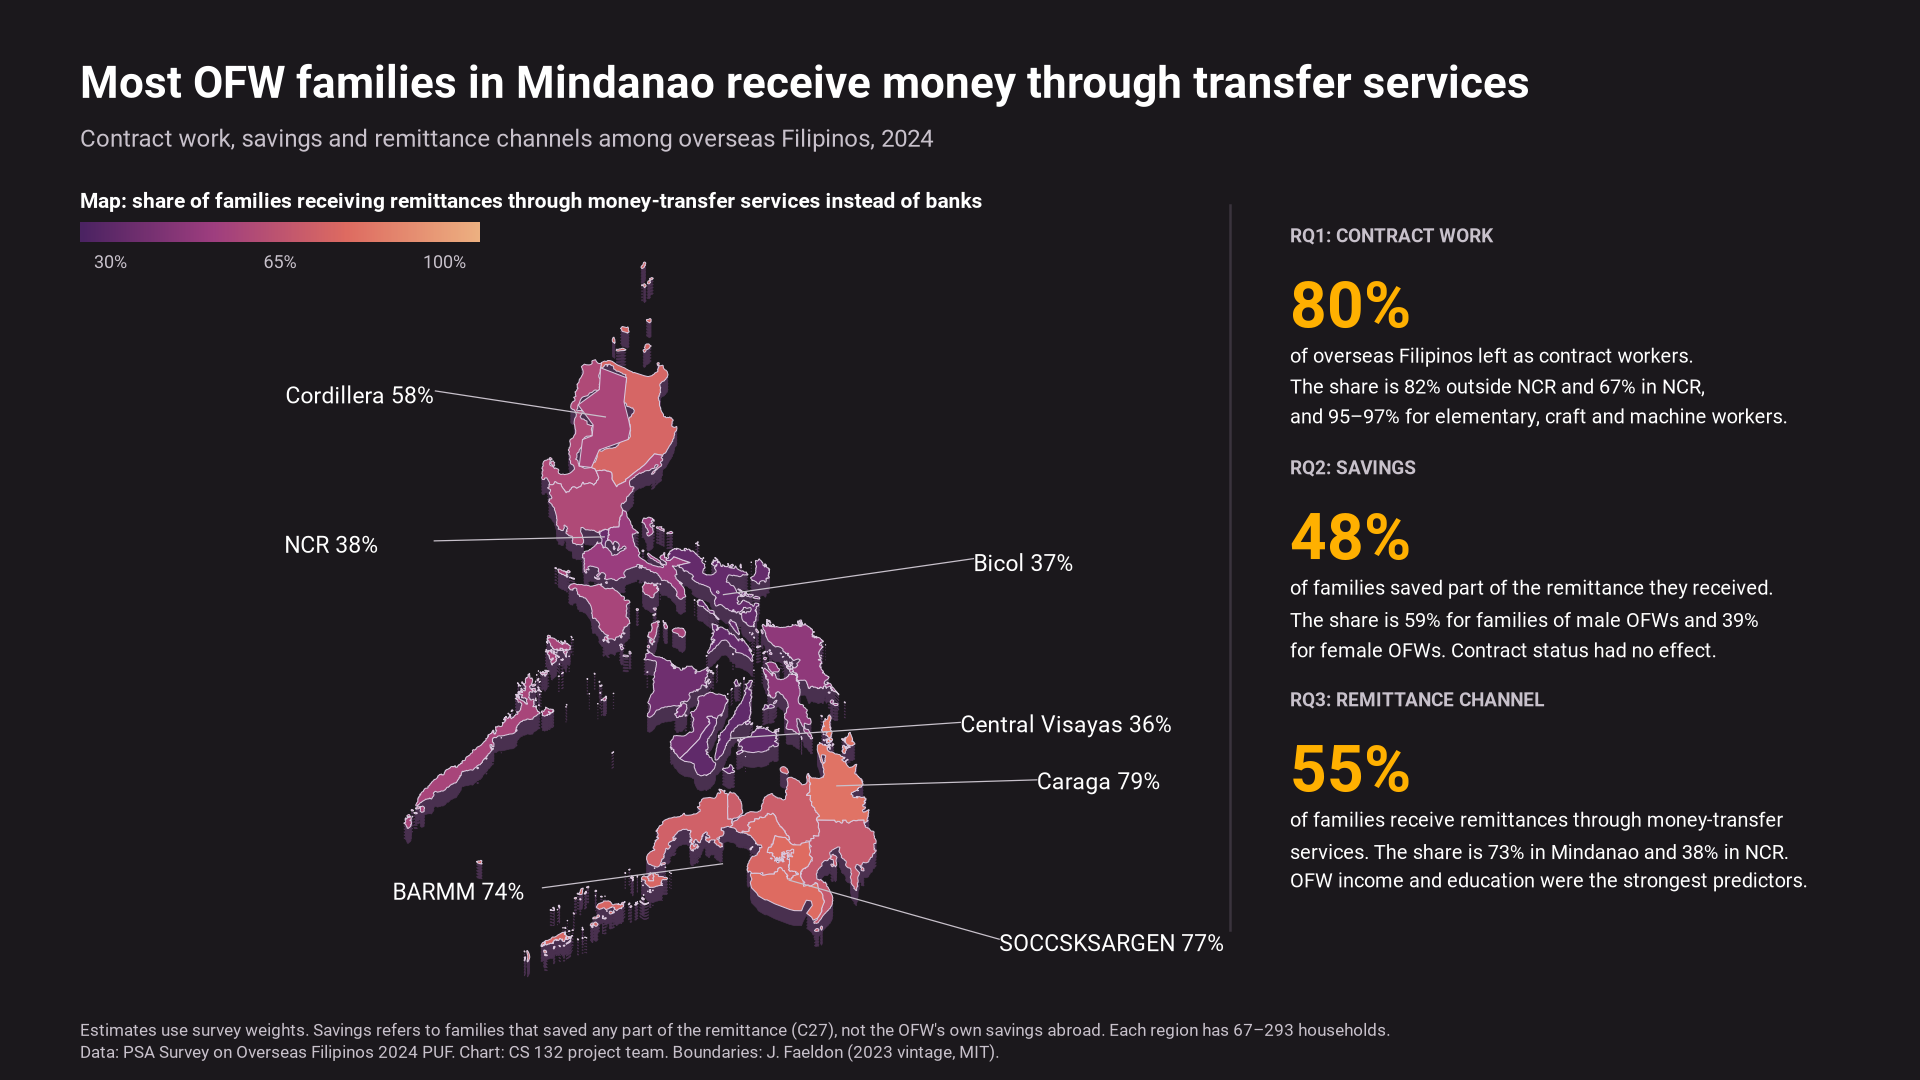 Most OFW families in Mindanao receive money through transfer services
Contract work, savings and remittance channels among overseas Filipinos, 2024
Map: share of families receiving remittances through money-transfer services instead of banks
30%
65%
100%
Cordillera 58%
NCR 38%
Bicol 37%
Central Visayas 36%
Caraga 79%
BARMM 74%
SOCCSKSARGEN 77%
RQ1: CONTRACT WORK
80%
of overseas Filipinos left as contract workers.
The share is 82% outside NCR and 67% in NCR,
and 95–97% for elementary, craft and machine workers.
RQ2: SAVINGS
48%
of families saved part of the remittance they received.
The share is 59% for families of male OFWs and 39%
for female OFWs. Contract status had no effect.
RQ3: REMITTANCE CHANNEL
55%
of families receive remittances through money-transfer
services. The share is 73% in Mindanao and 38% in NCR.
OFW income and education were the strongest predictors.
Estimates use survey weights. Savings refers to families that saved any part of the remittance (C27), not the OFW's own savings abroad. Each region has 67–293 households.
Data: PSA Survey on Overseas Filipinos 2024 PUF. Chart: CS 132 project team. Boundaries: J. Faeldon (2023 vintage, MIT).